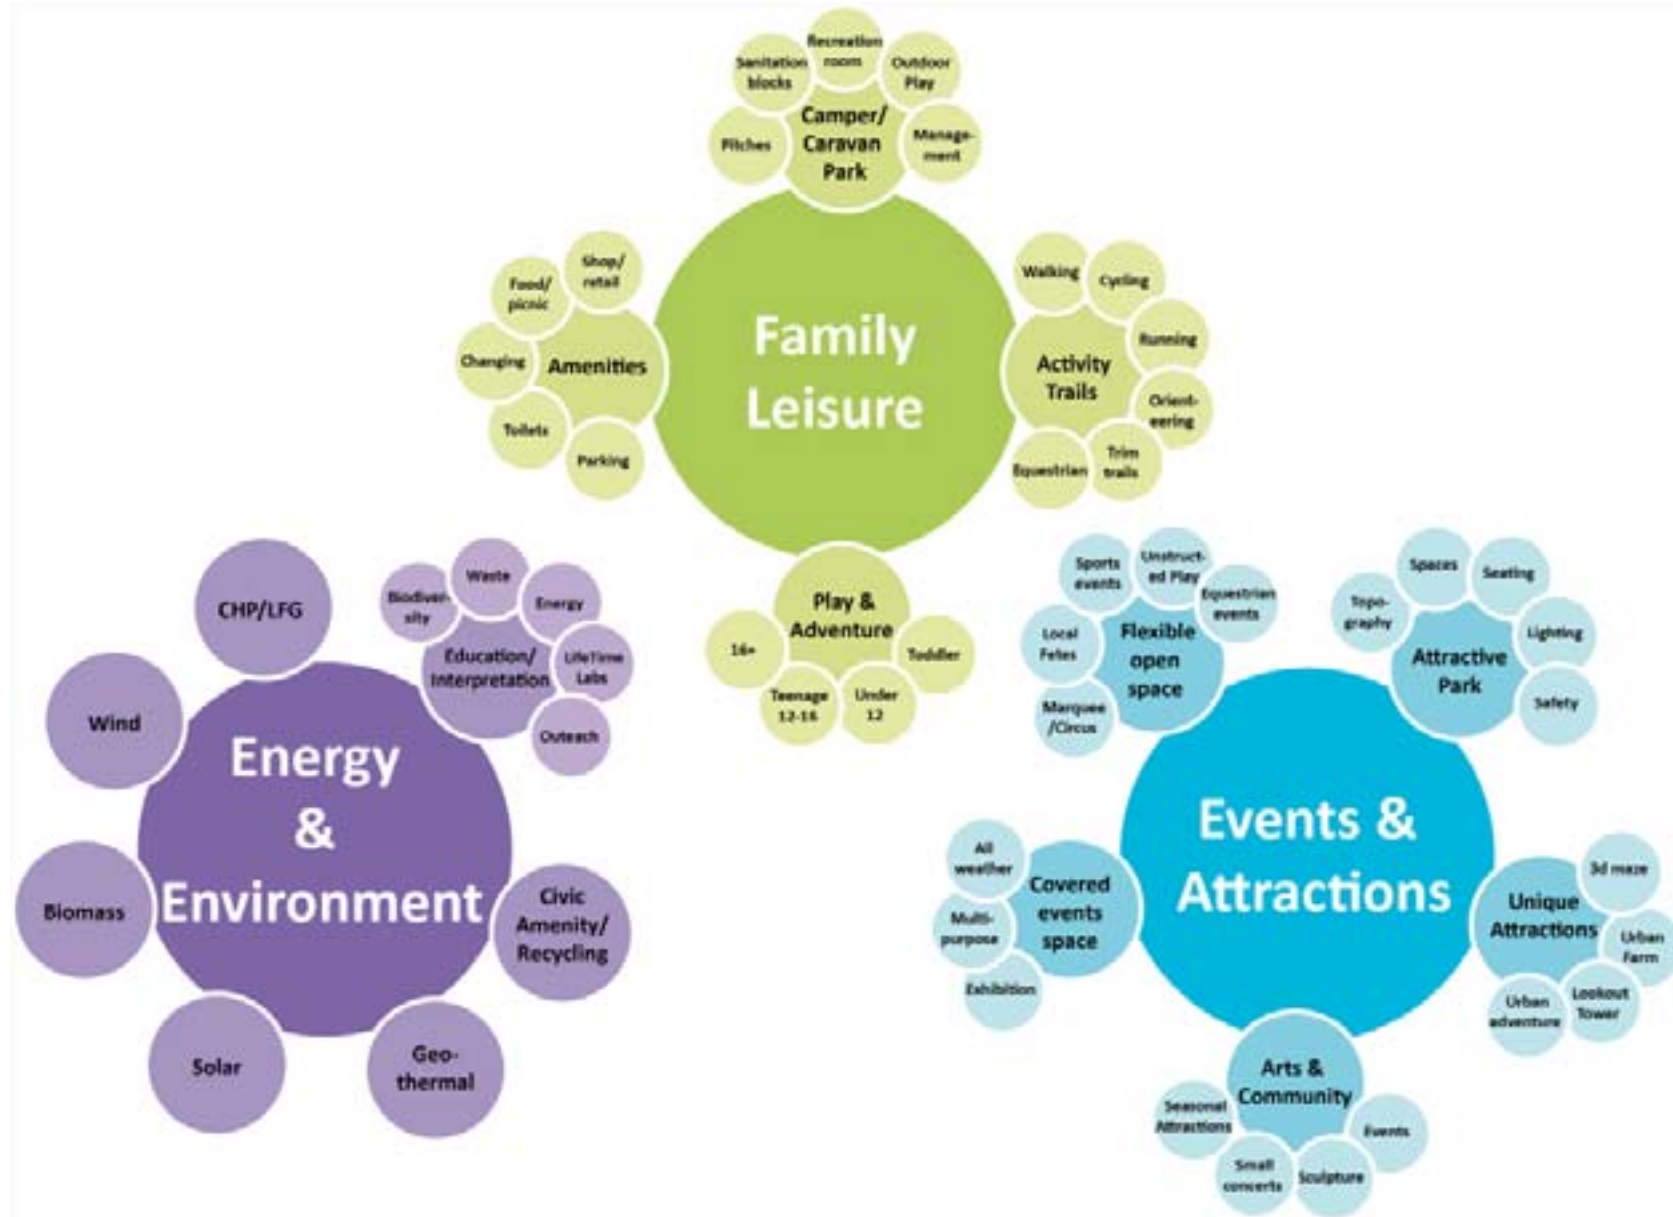 Recreation
room
Sanitation
blocks
Outdoor
Play
Pitches
Manage-
ment
Camper/
Caravan
Park
Family
Leisure
Shop/
retail
Food/
picnic
Changing
Amenities
Toilets
Parking
Walking
Cycling
Running
Orient-
eering
Trim
trails
Equestrian
Activity
Trails
Play &
Adventure
16+
Teenage
12-16
Under
12
Toddler
CHP/LFG
Wind
Biomass
Solar
Geo-
thermal
Civic
Amenity/
Recycling
Energy
&
Environment
Education/
Interpretation
Biodiver-
sity
Waste
Energy
LifeTime
Labs
Outeach
Events &
Attractions
Flexible
open
space
Sports
events
Unstruct-
ed Play
Equestrian
events
Local
Fetes
Marquee
/Circus
Attractive
Park
Topo-
graphy
Spaces
Seating
Lighting
Safety
Covered
events
space
All
weather
Multi-
purpose
Exhibition
Unique
Attractions
3d maze
Urban
Farm
Lookout
Tower
Urban
adventure
Arts &
Community
Seasonal
Attractions
Small
concerts
Sculpture
Events